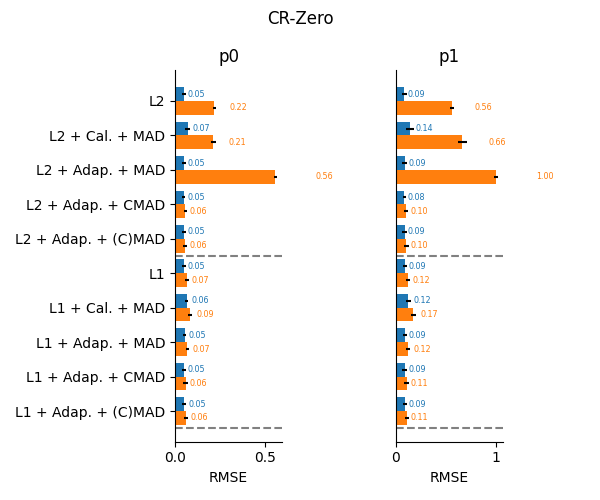 CR-Zero
p0
p1
L2
0.05
0.22
0.09
0.56
L2 + Cal. + MAD
0.07
0.21
0.14
0.66
L2 + Adap. + MAD
0.05
0.56
0.09
1.00
L2 + Adap. + CMAD
0.05
0.06
0.08
0.10
L2 + Adap. + (C)MAD
0.05
0.06
0.09
0.10
L1
0.05
0.07
0.09
0.12
L1 + Cal. + MAD
0.06
0.09
0.12
0.17
L1 + Adap. + MAD
0.05
0.07
0.09
0.12
L1 + Adap. + CMAD
0.05
0.06
0.09
0.11
L1 + Adap. + (C)MAD
0.05
0.06
0.09
0.11
0.0 0.5
0 1
RMSE
RMSE